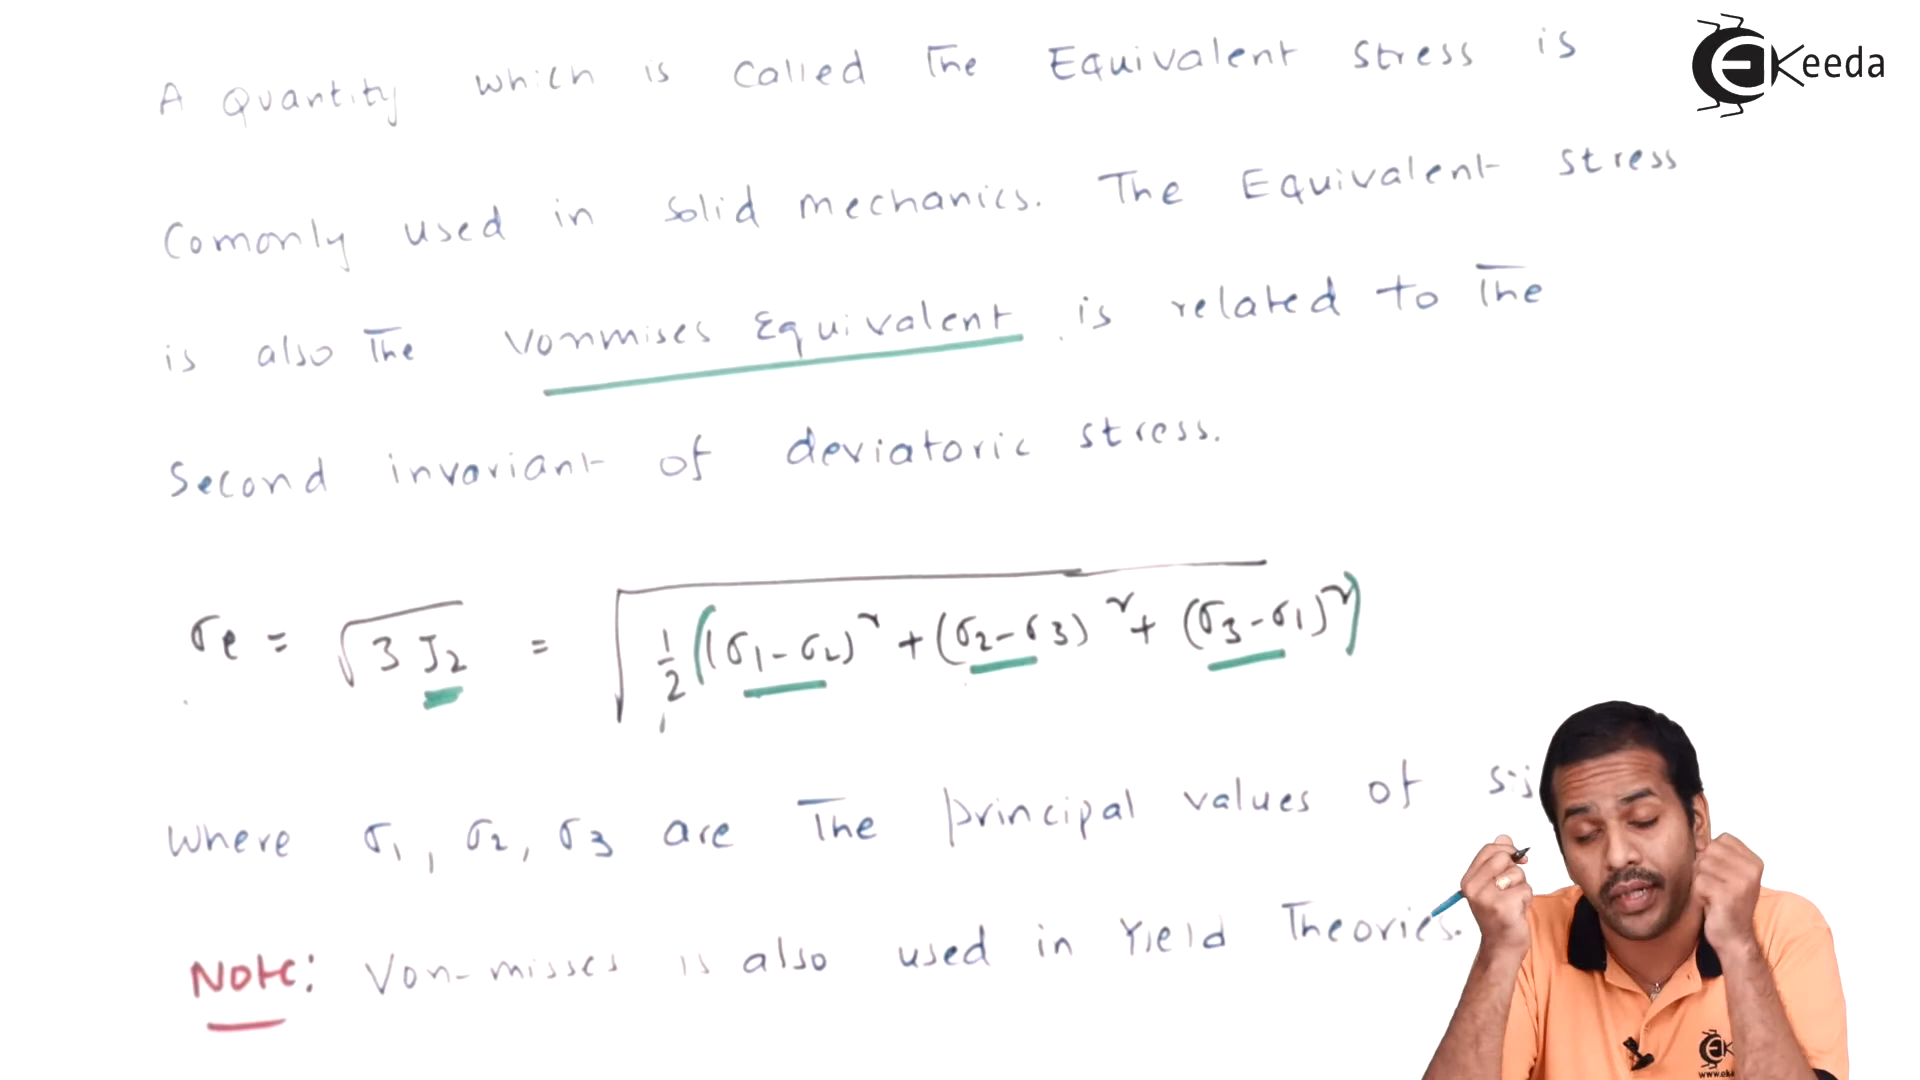 A Quantity which is called The Equivalent stress is
EKeeda
Comonly used in solid mechanics. The Equivalent stress
is also The Vonmises Equivalent is related to The
Second invariant of deviatoric stress.
σe = √3 J2 = √1/2((σ1-σ2)² + (σ2-σ3)² + (σ3-σ1)²)
Where σ1, σ2, σ3 are The principal values of
Note: Von-misses is also used in Yield Theories.